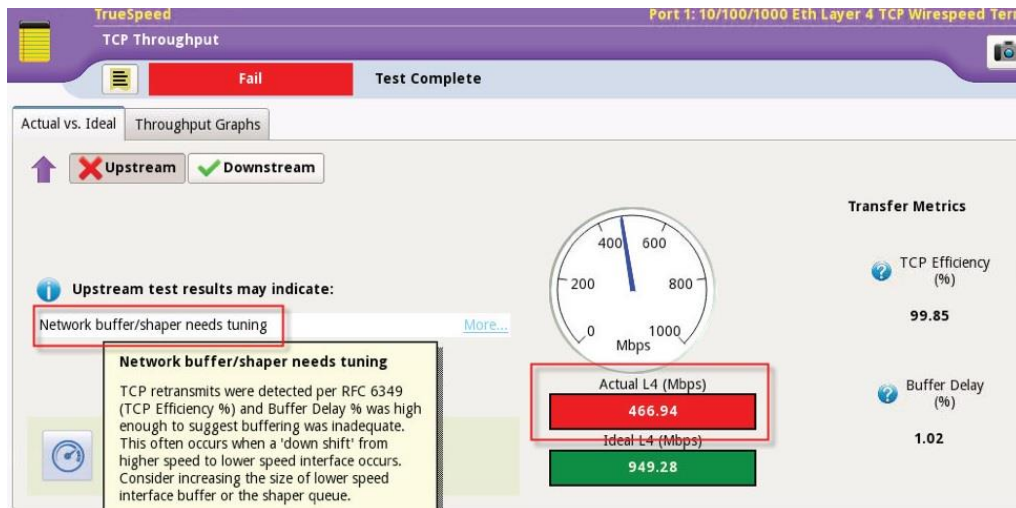 TrueSpeed
Port 1: 10/100/1000 Eth Layer 4 TCP Wirespeed
TCP Throughput
Fail
Test Complete
Actual vs. Ideal
Throughput Graphs
Upstream
Downstream
Upstream test results may indicate:
Network buffer/shaper needs tuning
More...
Network buffer/shaper needs tuning
TCP retransmits were detected per RFC 6349
(TCP Efficiency %) and Buffer Delay % was high
enough to suggest buffering was inadequate.
This often occurs when a 'down shift' from
higher speed to lower speed interface occurs.
Consider increasing the size of lower speed
interface buffer or the shaper queue.
0
200
400
600
800
1000
Mbps
Actual L4 (Mbps)
466.94
Ideal L4 (Mbps)
949.28
Transfer Metrics
TCP Efficiency
(%)
99.85
Buffer Delay
(%)
1.02